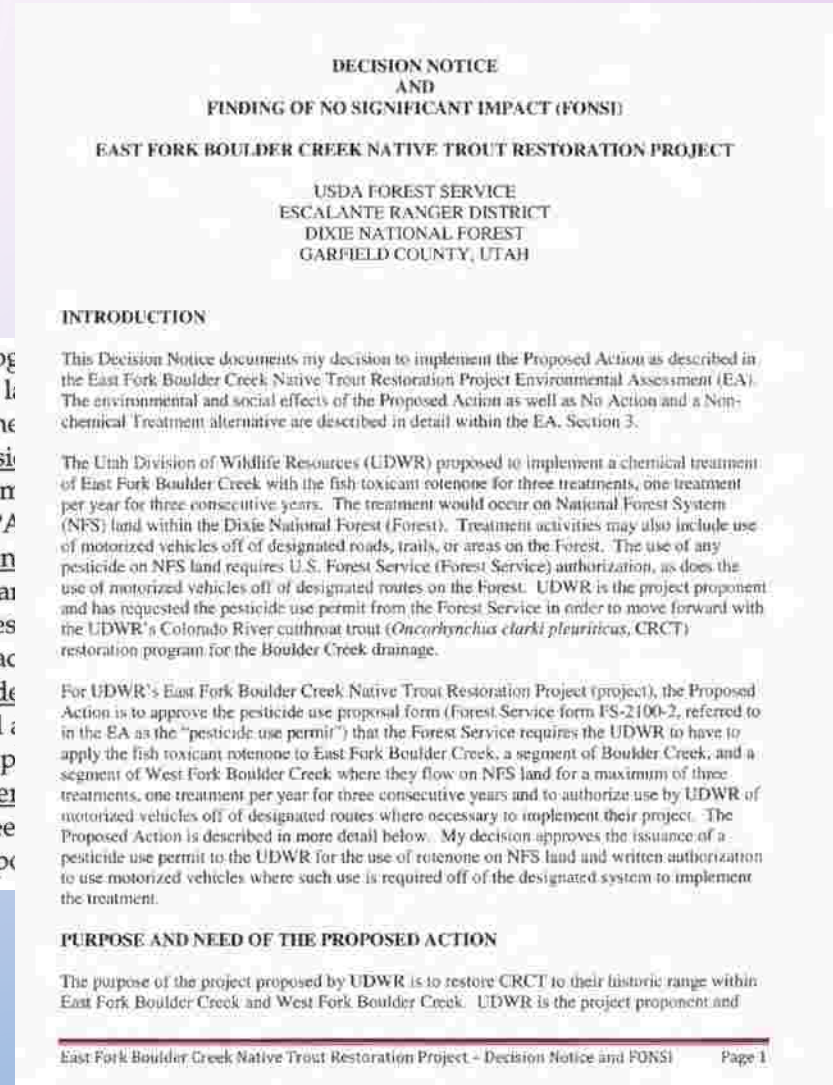 DECISION NOTICE
AND
FINDING OF NO SIGNIFICANT IMPACT (FONSI)
EAST FORK BOULDER CREEK NATIVE TROUT RESTORATION PROJECT
USDA FOREST SERVICE
ESCALANTE RANGER DISTRICT
DIXIE NATIONAL FOREST
GARFIELD COUNTY, UTAH
INTRODUCTION
This Decision Notice documents my decision to implement the Proposed Action as described in
the East Fork Boulder Creek Native Trout Restoration Project Environmental Assessment (EA).
The environmental and social effects of the Proposed Action as well as No Action and a Non-
chemical Treatment alternative are described in detail within the EA, Section 3.
The Utah Division of Wildlife Resources (UDWR) proposed to implement a chemical treatment
of East Fork Boulder Creek with the fish toxicant rotenone for three treatments, one treatment
per year for three consecutive years. The treatment would occur on National Forest System
(NFS) land within the Dixie National Forest (Forest). Treatment activities may also include use
of motorized vehicles off of designated roads, trails, or areas on the Forest. The use of any
pesticide on NFS land requires U.S. Forest Service (Forest Service) authorization, as does the
use of motorized vehicles off of designated routes on the Forest. UDWR is the project proponent
and has requested the pesticide use permit from the Forest Service in order to move forward with
the UDWR's Colorado River cutthroat trout (Oncorhynchus clarki pleuriticus, CRCT)
restoration program for the Boulder Creek drainage.
For UDWR's East Fork Boulder Creek Native Trout Restoration Project (project), the Proposed
Action is to approve the pesticide use proposal form (Forest Service form FS-2100-2, referred to
in the EA as the "pesticide use permit") that the Forest Service requires the UDWR to have to
apply the fish toxicant rotenone to East Fork Boulder Creek, a segment of Boulder Creek, and a
segment of West Fork Boulder Creek where they flow on NFS land for a maximum of three
treatments, one treatment per year for three consecutive years and to authorize use by UDWR of
motorized vehicles off of designated routes where necessary to implement their project. The
Proposed Action is described in more detail below. My decision approves the issuance of a
pesticide use permit to the UDWR for the use of rotenone on NFS land and written authorization
to use motorized vehicles where such use is required off of the designated system to implement
the treatment.
PURPOSE AND NEED OF THE PROPOSED ACTION
The purpose of the project proposed by UDWR is to restore CRCT to their historic range within
East Fork Boulder Creek and West Fork Boulder Creek. UDWR is the project proponent and
East Fork Boulder Creek Native Trout Restoration Project – Decision Notice and FONSI Page 1